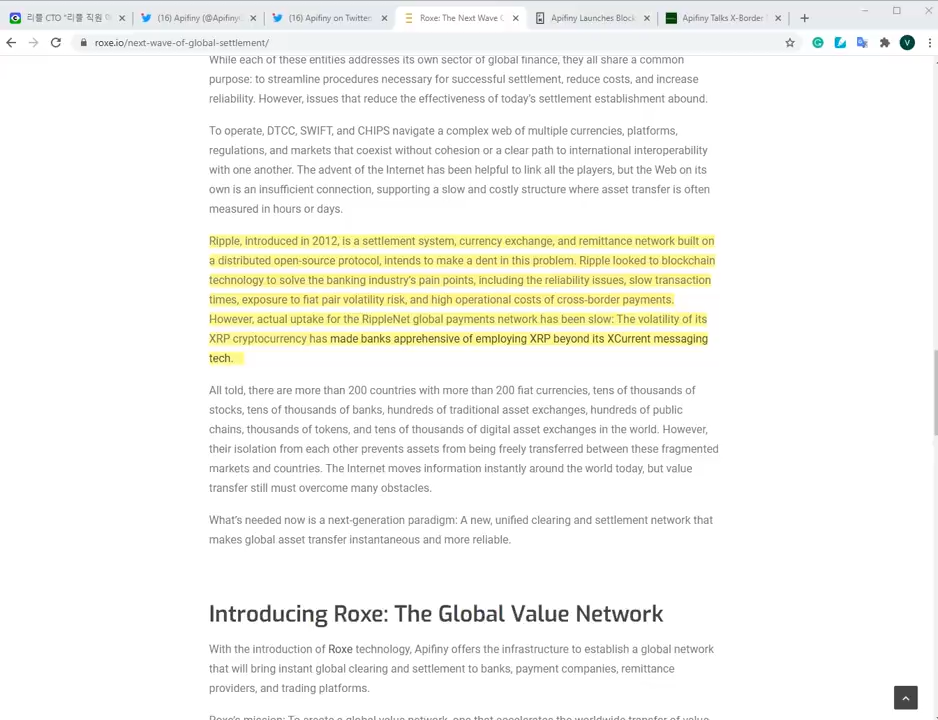 리플 CTO "리플 직원 
(16) Apifiny (@Apifiny
(16) Apifiny on Twitter
Roxe: The Next Wave
Apifiny Launches Block
Apifiny Talks X-Border
roxe.io/next-wave-of-global-settlement/
V
While each of these entities addresses its own sector of global finance, they all share a common
purpose: to streamline procedures necessary for successful settlement, reduce costs, and increase
reliability. However, issues that reduce the effectiveness of today's settlement establishment abound.
To operate, DTCC, SWIFT, and CHIPS navigate a complex web of multiple currencies, platforms,
regulations, and markets that coexist without cohesion or a clear path to international interoperability
with one another. The advent of the Internet has been helpful to link all the players, but the Web on its
own is an insufficient connection, supporting a slow and costly structure where asset transfer is often
measured in hours or days.
Ripple, introduced in 2012, is a settlement system, currency exchange, and remittance network built on
a distributed open-source protocol, intends to make a dent in this problem. Ripple looked to blockchain
technology to solve the banking industry's pain points, including the reliability issues, slow transaction
times, exposure to fiat pair volatility risk, and high operational costs of cross-border payments.
However, actual uptake for the RippleNet global payments network has been slow: The volatility of its
XRP cryptocurrency has made banks apprehensive of employing XRP beyond its XCurrent messaging
tech.
All told, there are more than 200 countries with more than 200 fiat currencies, tens of thousands of
stocks, tens of thousands of banks, hundreds of traditional asset exchanges, hundreds of public
chains, thousands of tokens, and tens of thousands of digital asset exchanges in the world. However,
their isolation from each other prevents assets from being freely transferred between these fragmented
markets and countries. The Internet moves information instantly around the world today, but value
transfer still must overcome many obstacles.
What's needed now is a next-generation paradigm: A new, unified clearing and settlement network that
makes global asset transfer instantaneous and more reliable.
Introducing Roxe: The Global Value Network
With the introduction of Roxe technology, Apifiny offers the infrastructure to establish a global network
that will bring instant global clearing and settlement to banks, payment companies, remittance
providers, and trading platforms.
Roxe's mission: To create a global value network, one that accelerates the worldwide transfer of value